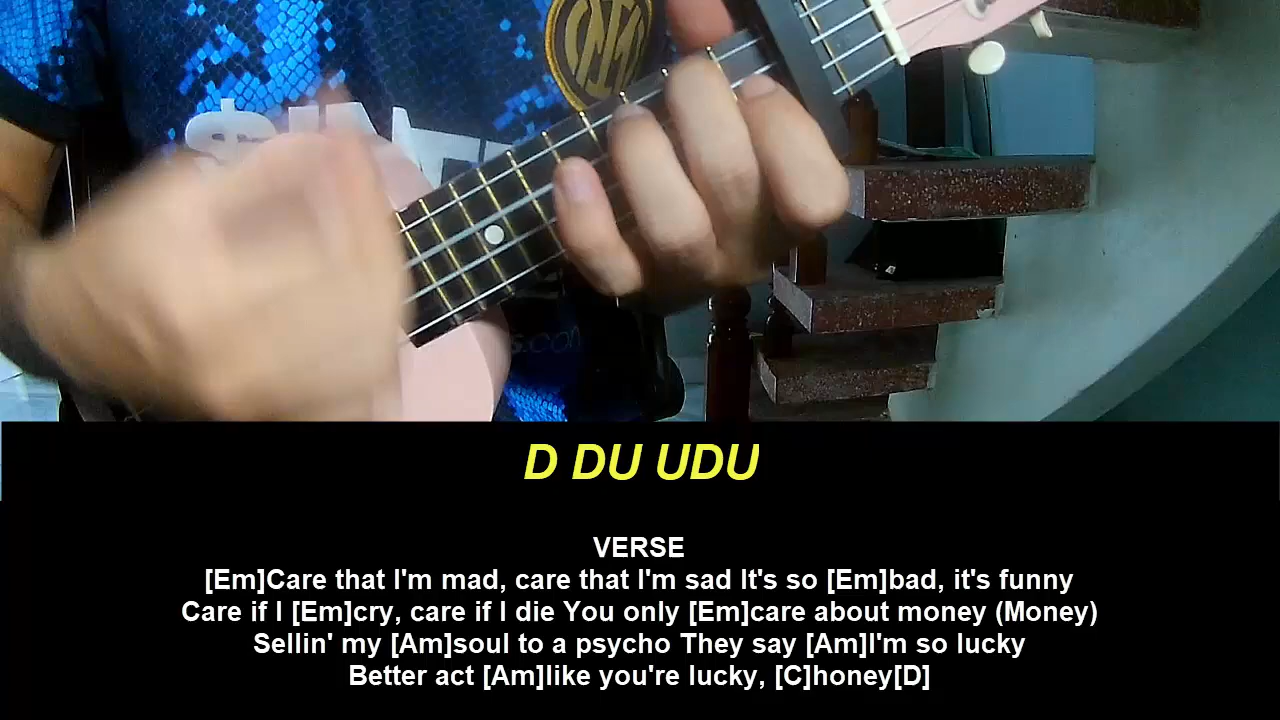 D DU UDU
VERSE
[Em]Care that I'm mad, care that I'm sad It's so [Em]bad, it's funny
Care if I [Em]cry, care if I die You only [Em]care about money (Money)
Sellin' my [Am]soul to a psycho They say [Am]I'm so lucky
Better act [Am]like you're lucky, [C]honey[D]